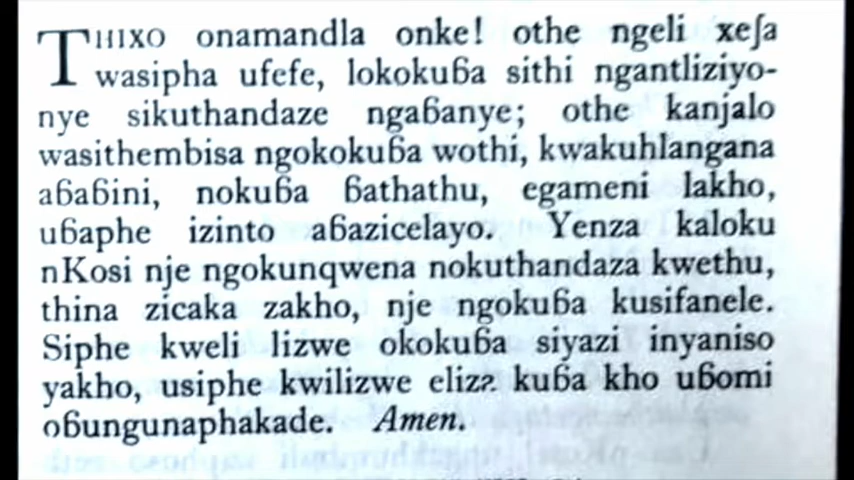 THIXO onamandla onke! othe ngeli xeʃa
wasipha ufefe, lokokuɓa sithi ngantliziyo-
nye sikuthandaze ngaɓanye; othe kanjalo
wasithembisa ngokokuɓa wothi, kwakuhlangana
aɓaɓini, nokuɓa ɓathathu, egameni lakho,
uɓaphe izinto aɓazicelayo. Yenza kaloku
nKosi nje ngokunqwena nokuthandaza kwethu,
thina zicaka zakho, nje ngokuɓa kusifanele.
Siphe kweli lizwe okokuɓa siyazi inyaniso
yakho, usiphe kwilizwe eliza kuɓa kho uɓomi
oɓungunaphakade. Amen.